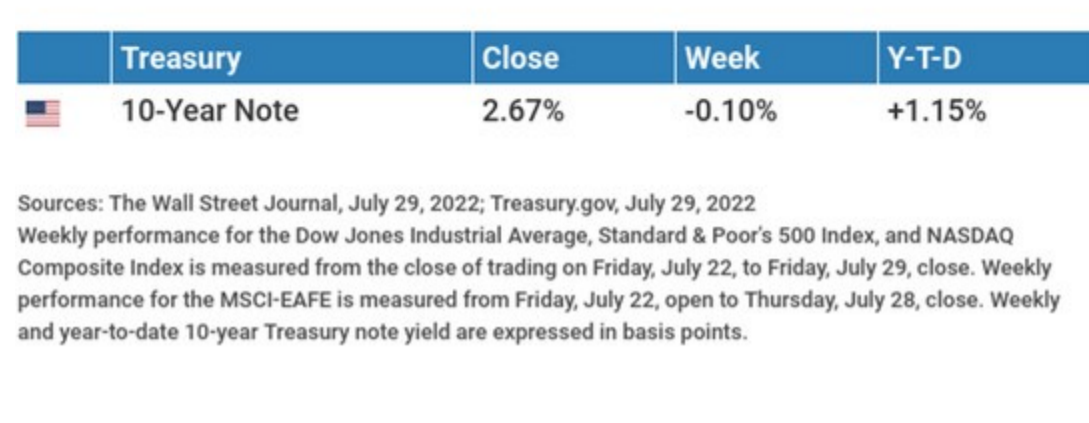 Treasury Close Week Y-T-D
10-Year Note 2.67% -0.10% +1.15%
Sources: The Wall Street Journal, July 29, 2022; Treasury.gov, July 29, 2022
Weekly performance for the Dow Jones Industrial Average, Standard & Poor's 500 Index, and NASDAQ
Composite Index is measured from the close of trading on Friday, July 22, to Friday, July 29, close. Weekly
performance for the MSCI-EAFE is measured from Friday, July 22, open to Thursday, July 28, close. Weekly
and year-to-date 10-year Treasury note yield are expressed in basis points.